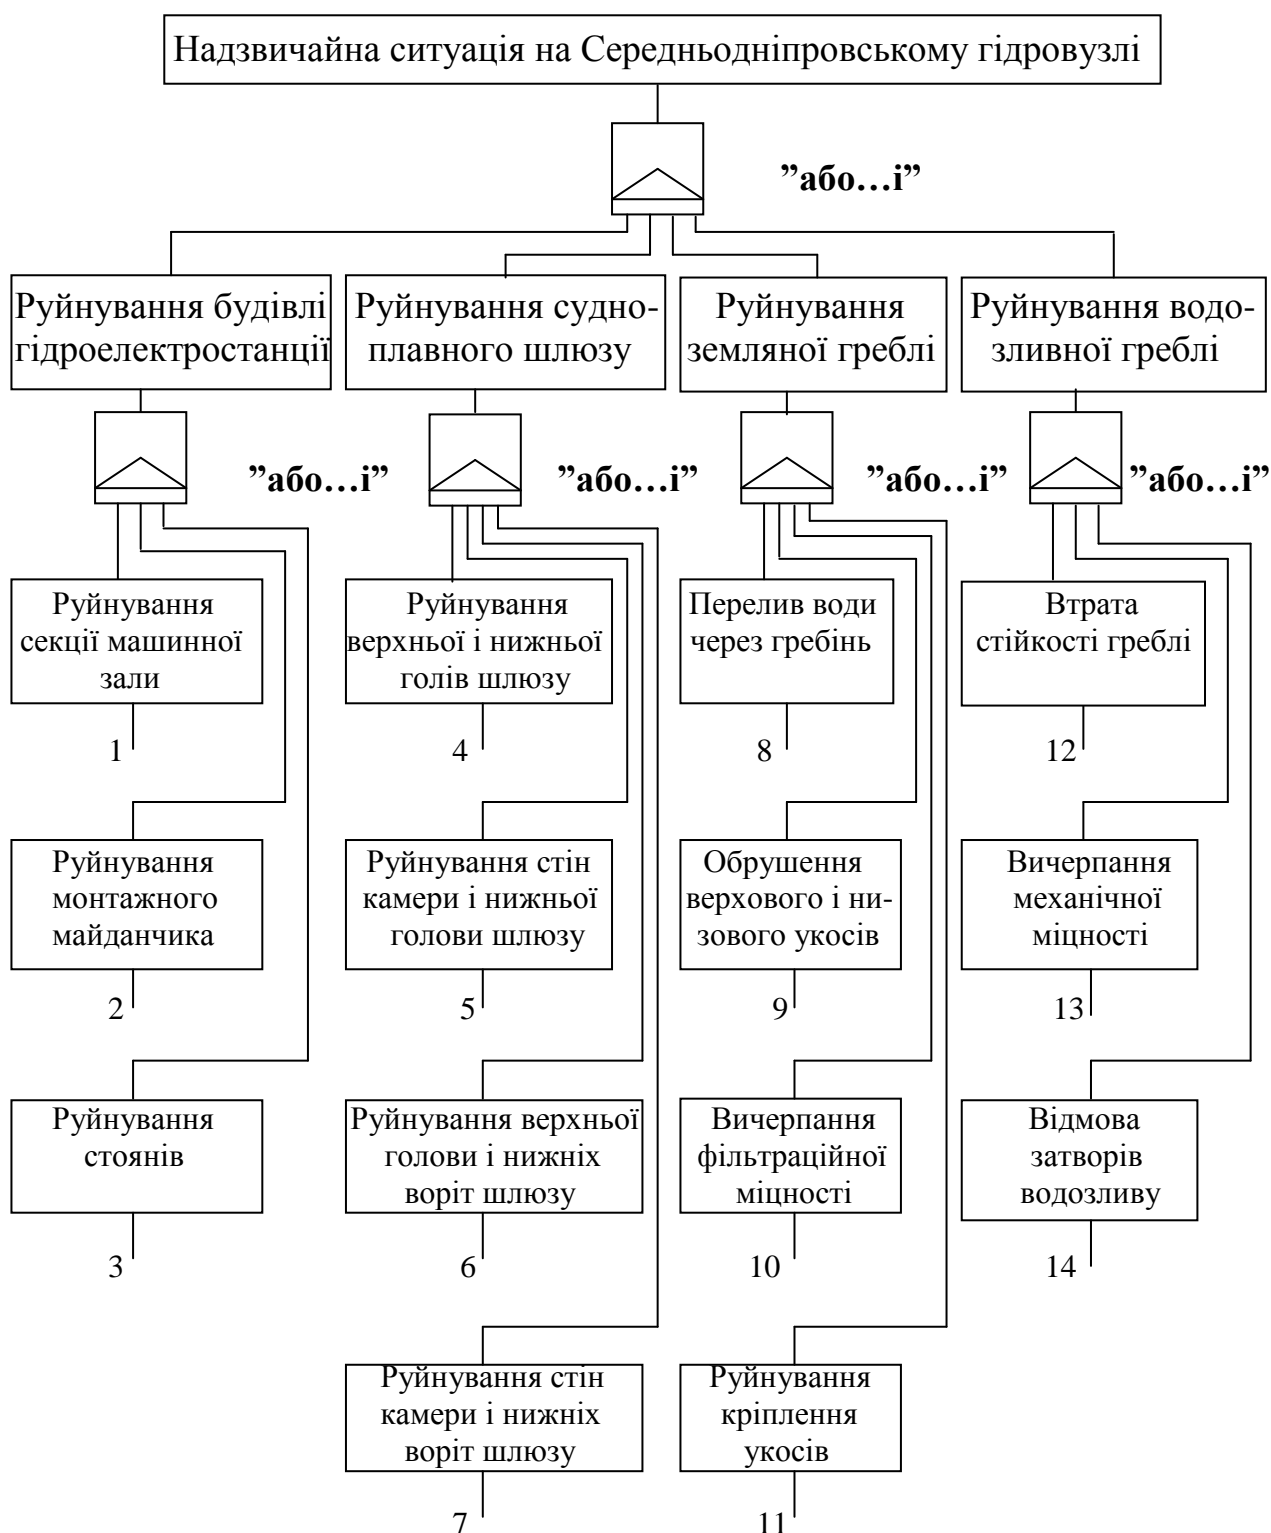 Надзвичайна ситуація на Середньодніпровському гідровузлі
”або…і”
Руйнування будівлі
гідроелектростанції
Руйнування судно-
плавного шлюзу
Руйнування
земляної греблі
Руйнування водо-
зливної греблі
”або…і”
”або…і”
”або…і”
”або…і”
Руйнування
секції машинної
зали
1
Руйнування
верхньої і нижньої
голів шлюзу
4
Перелив води
через гребінь
8
Втрата
стійкості греблі
12
Руйнування
монтажного
майданчика
2
Руйнування стін
камери і нижньої
голови шлюзу
5
Обрушення
верхового і ни-
зового укосів
9
Вичерпання
механічної
міцності
13
Руйнування
стоянів
3
Руйнування верхньої
голови і нижніх
воріт шлюзу
6
Вичерпання
фільтраційної
міцності
10
Відмова
затворів
водозливу
14
Руйнування стін
камери і нижніх
воріт шлюзу
7
Руйнування
кріплення
укосів
11